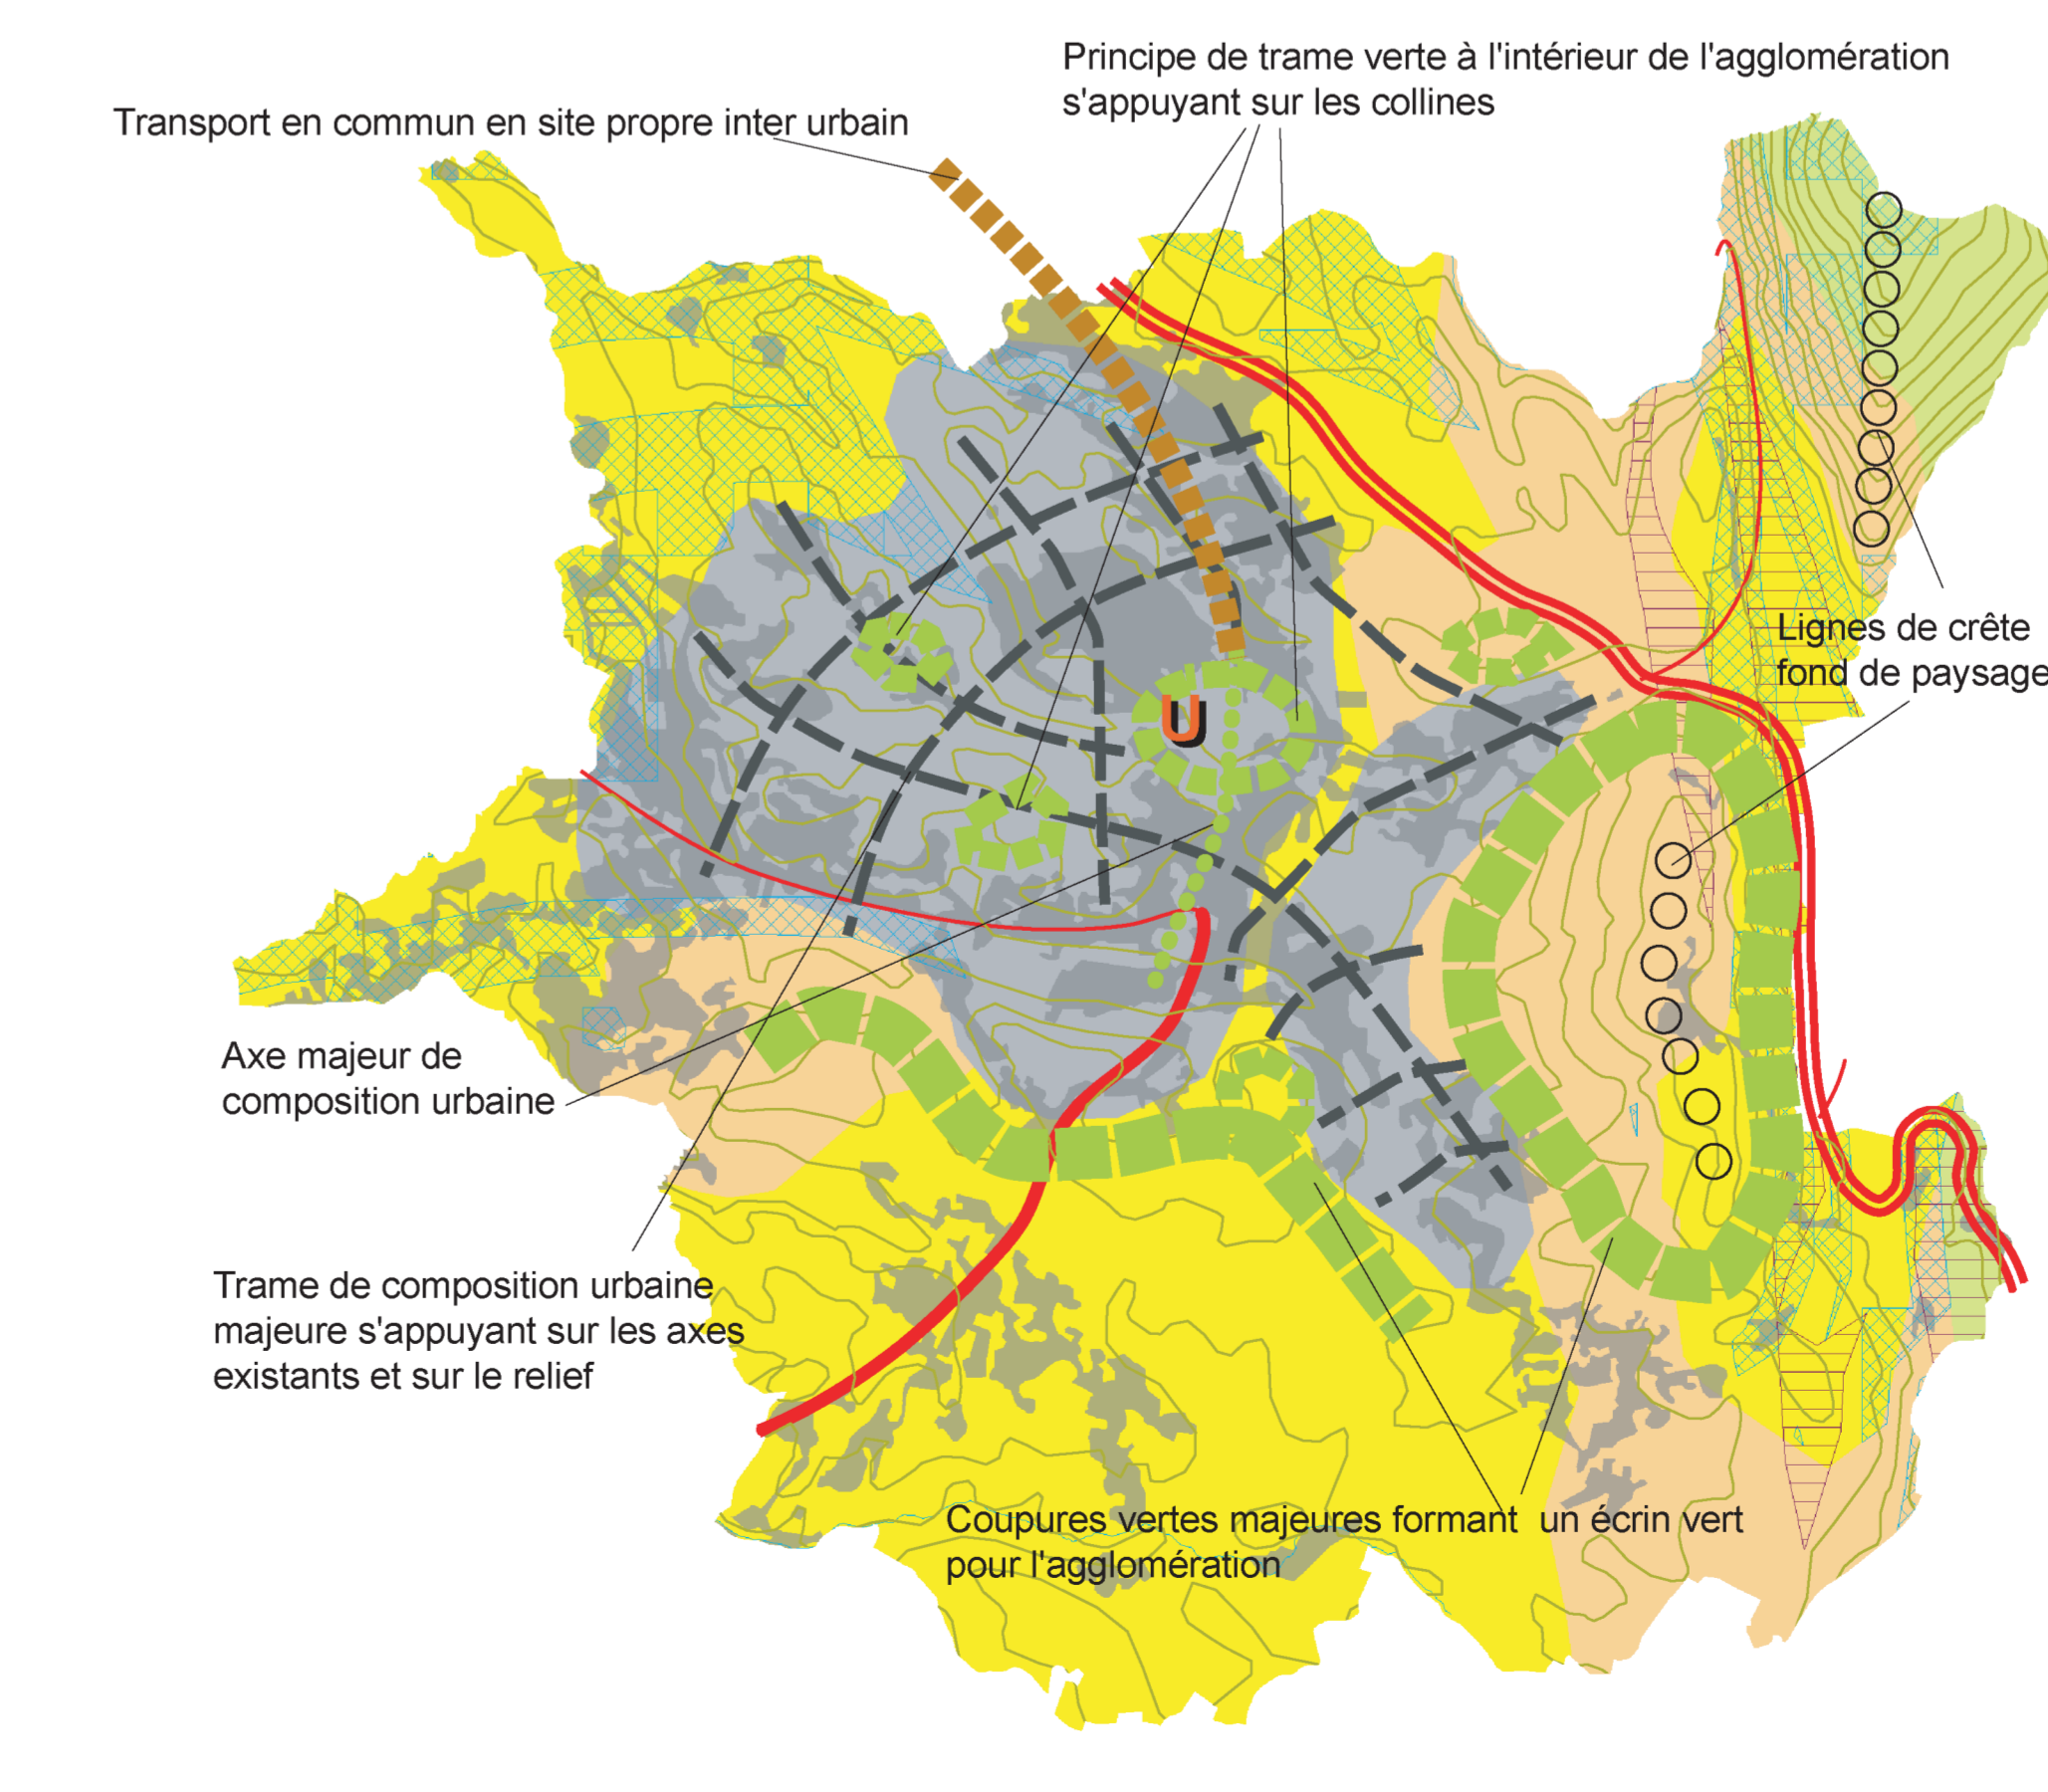 Principe de trame verte à l'intérieur de l'agglomération
s'appuyant sur les collines
Transport en commun en site propre inter urbain
Lignes de crête
fond de paysage
U
Axe majeur de
composition urbaine
Trame de composition urbaine
majeure s'appuyant sur les axes
existants et sur le relief
Coupures vertes majeures formant un écrin vert
pour l'agglomération